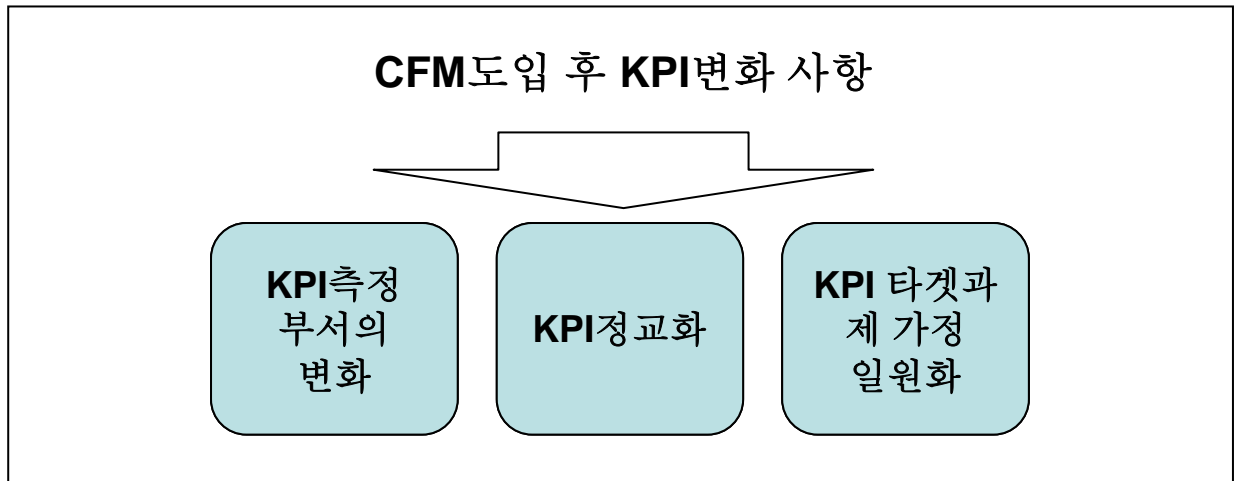 CFM도입 후 KPI변화 사항
KPI측정
부서의
변화
KPI정교화
KPI 타겟과
제 가정
일원화